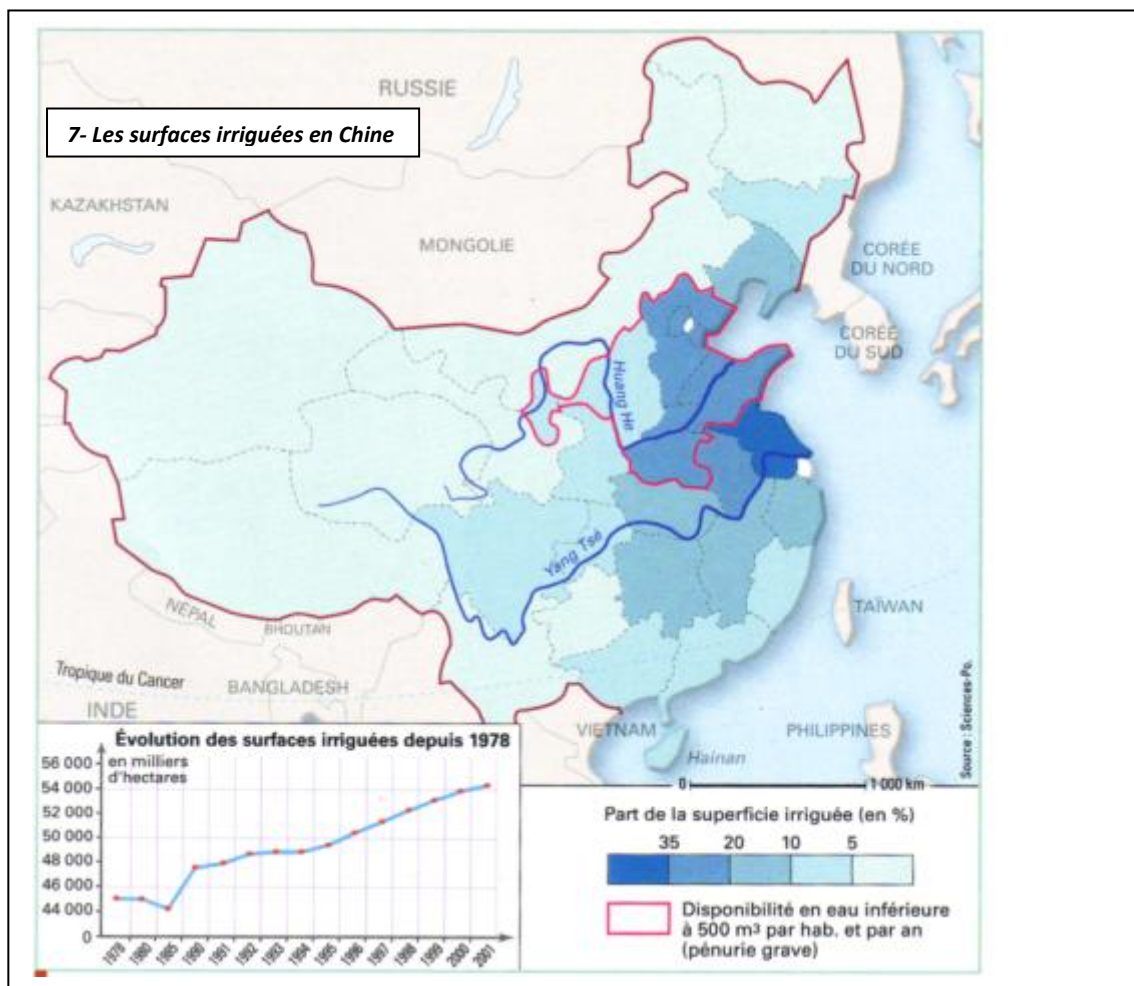 RUSSIE
7- Les surfaces irriguées en Chine
KAZAKHSTAN
MONGOLIE
CORÉE
DU NORD
CORÉE
DU SUD
Huang He
Yang Tsé
NÉPAL
BHOUTAN
TAÏWAN
Tropique du Cancer
BANGLADESH
INDE
VIETNAM
PHILIPPINES
Hainan
Source : Sciences-Po.
0 1 000 km
Évolution des surfaces irriguées depuis 1978
en milliers
d'hectares
56 000
54 000
52 000
50 000
48 000
46 000
44 000
0
1978 1980 1985 1990 1991 1992 1993 1994 1995 1996 1997 1998 1999 2000 2001
Part de la superficie irriguée (en %)
35 20 10 5
Disponibilité en eau inférieure
à 500 m³ par hab. et par an
(pénurie grave)